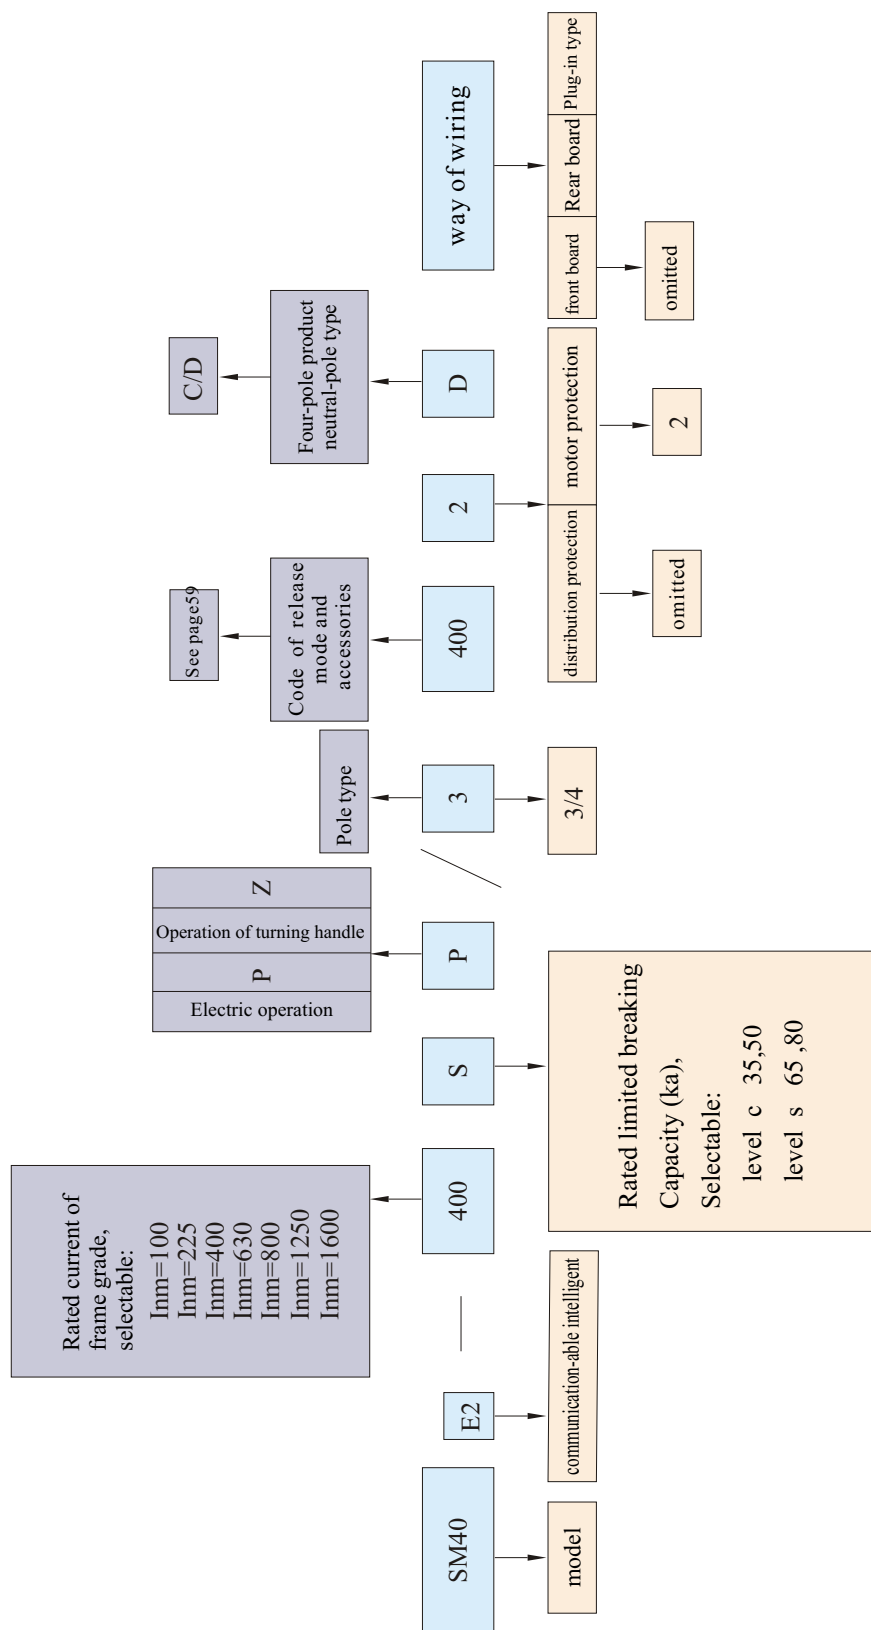 SM40
model
E2
communication-able intelligent
—
400
Rated current of
frame grade,
selectable:
Inm=100
Inm=225
Inm=400
Inm=630
Inm=800
Inm=1250
Inm=1600
S
Rated limited breaking
Capacity (ka),
Selectable:
level c 35,50
level s 65 ,80
P
Electric operation
P
Operation of turning handle
Z
/
3
Pole type
3/4
400
Code of release
mode and
accessories
See page59
2
distribution protection
motor protection
omitted
2
D
Four-pole product
neutral-pole type
C/D
way of wiring
front board
Rear board
Plug-in type
omitted